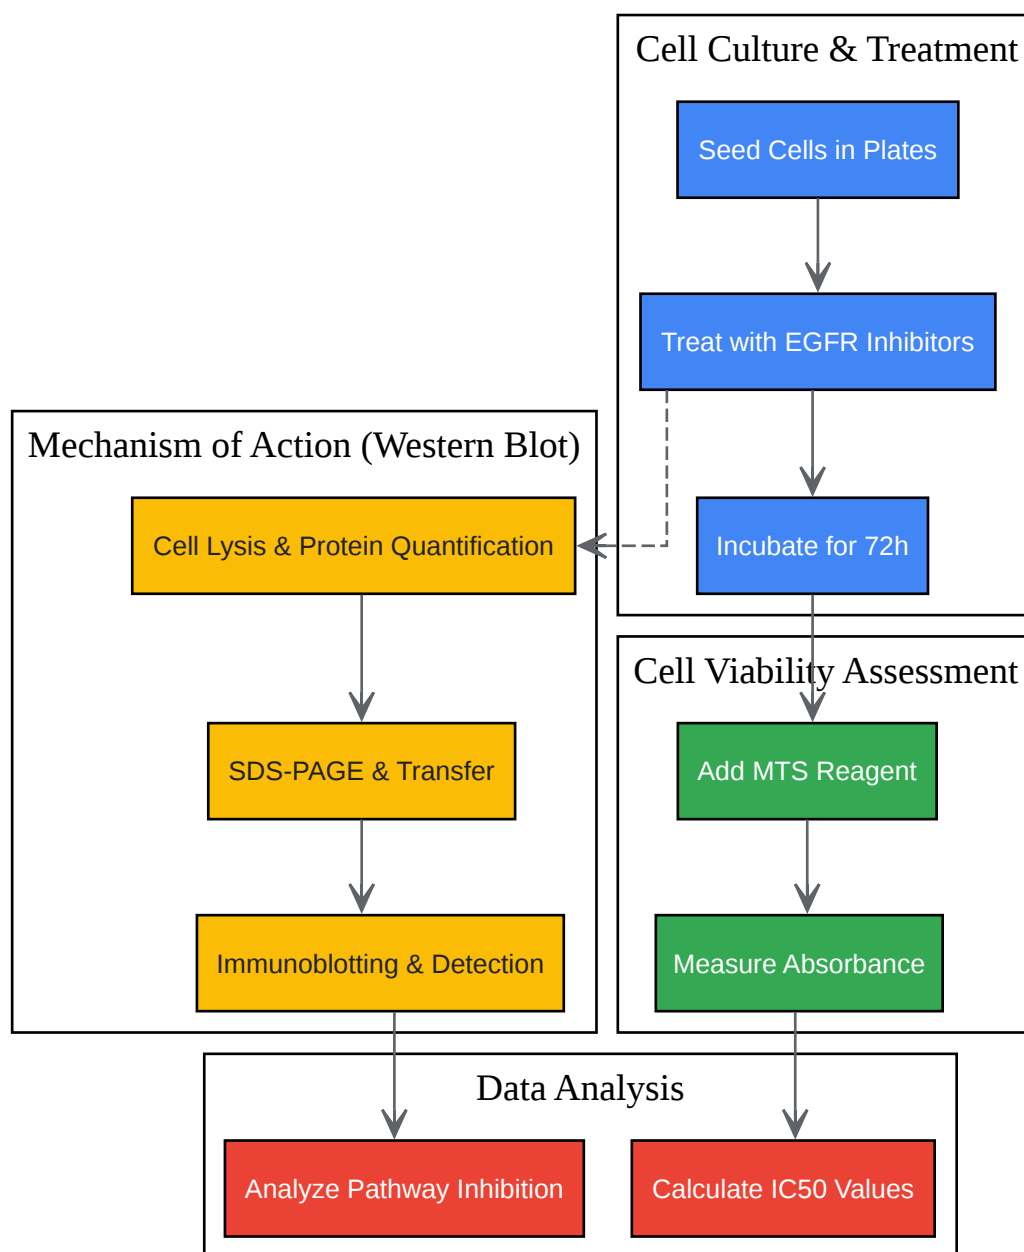 Cell Culture & Treatment
Seed Cells in Plates
Treat with EGFR Inhibitors
Incubate for 72h
Mechanism of Action (Western Blot)
Cell Lysis & Protein Quantification
SDS-PAGE & Transfer
Immunoblotting & Detection
Cell Viability Assessment
Add MTS Reagent
Measure Absorbance
Data Analysis
Analyze Pathway Inhibition
Calculate IC50 Values